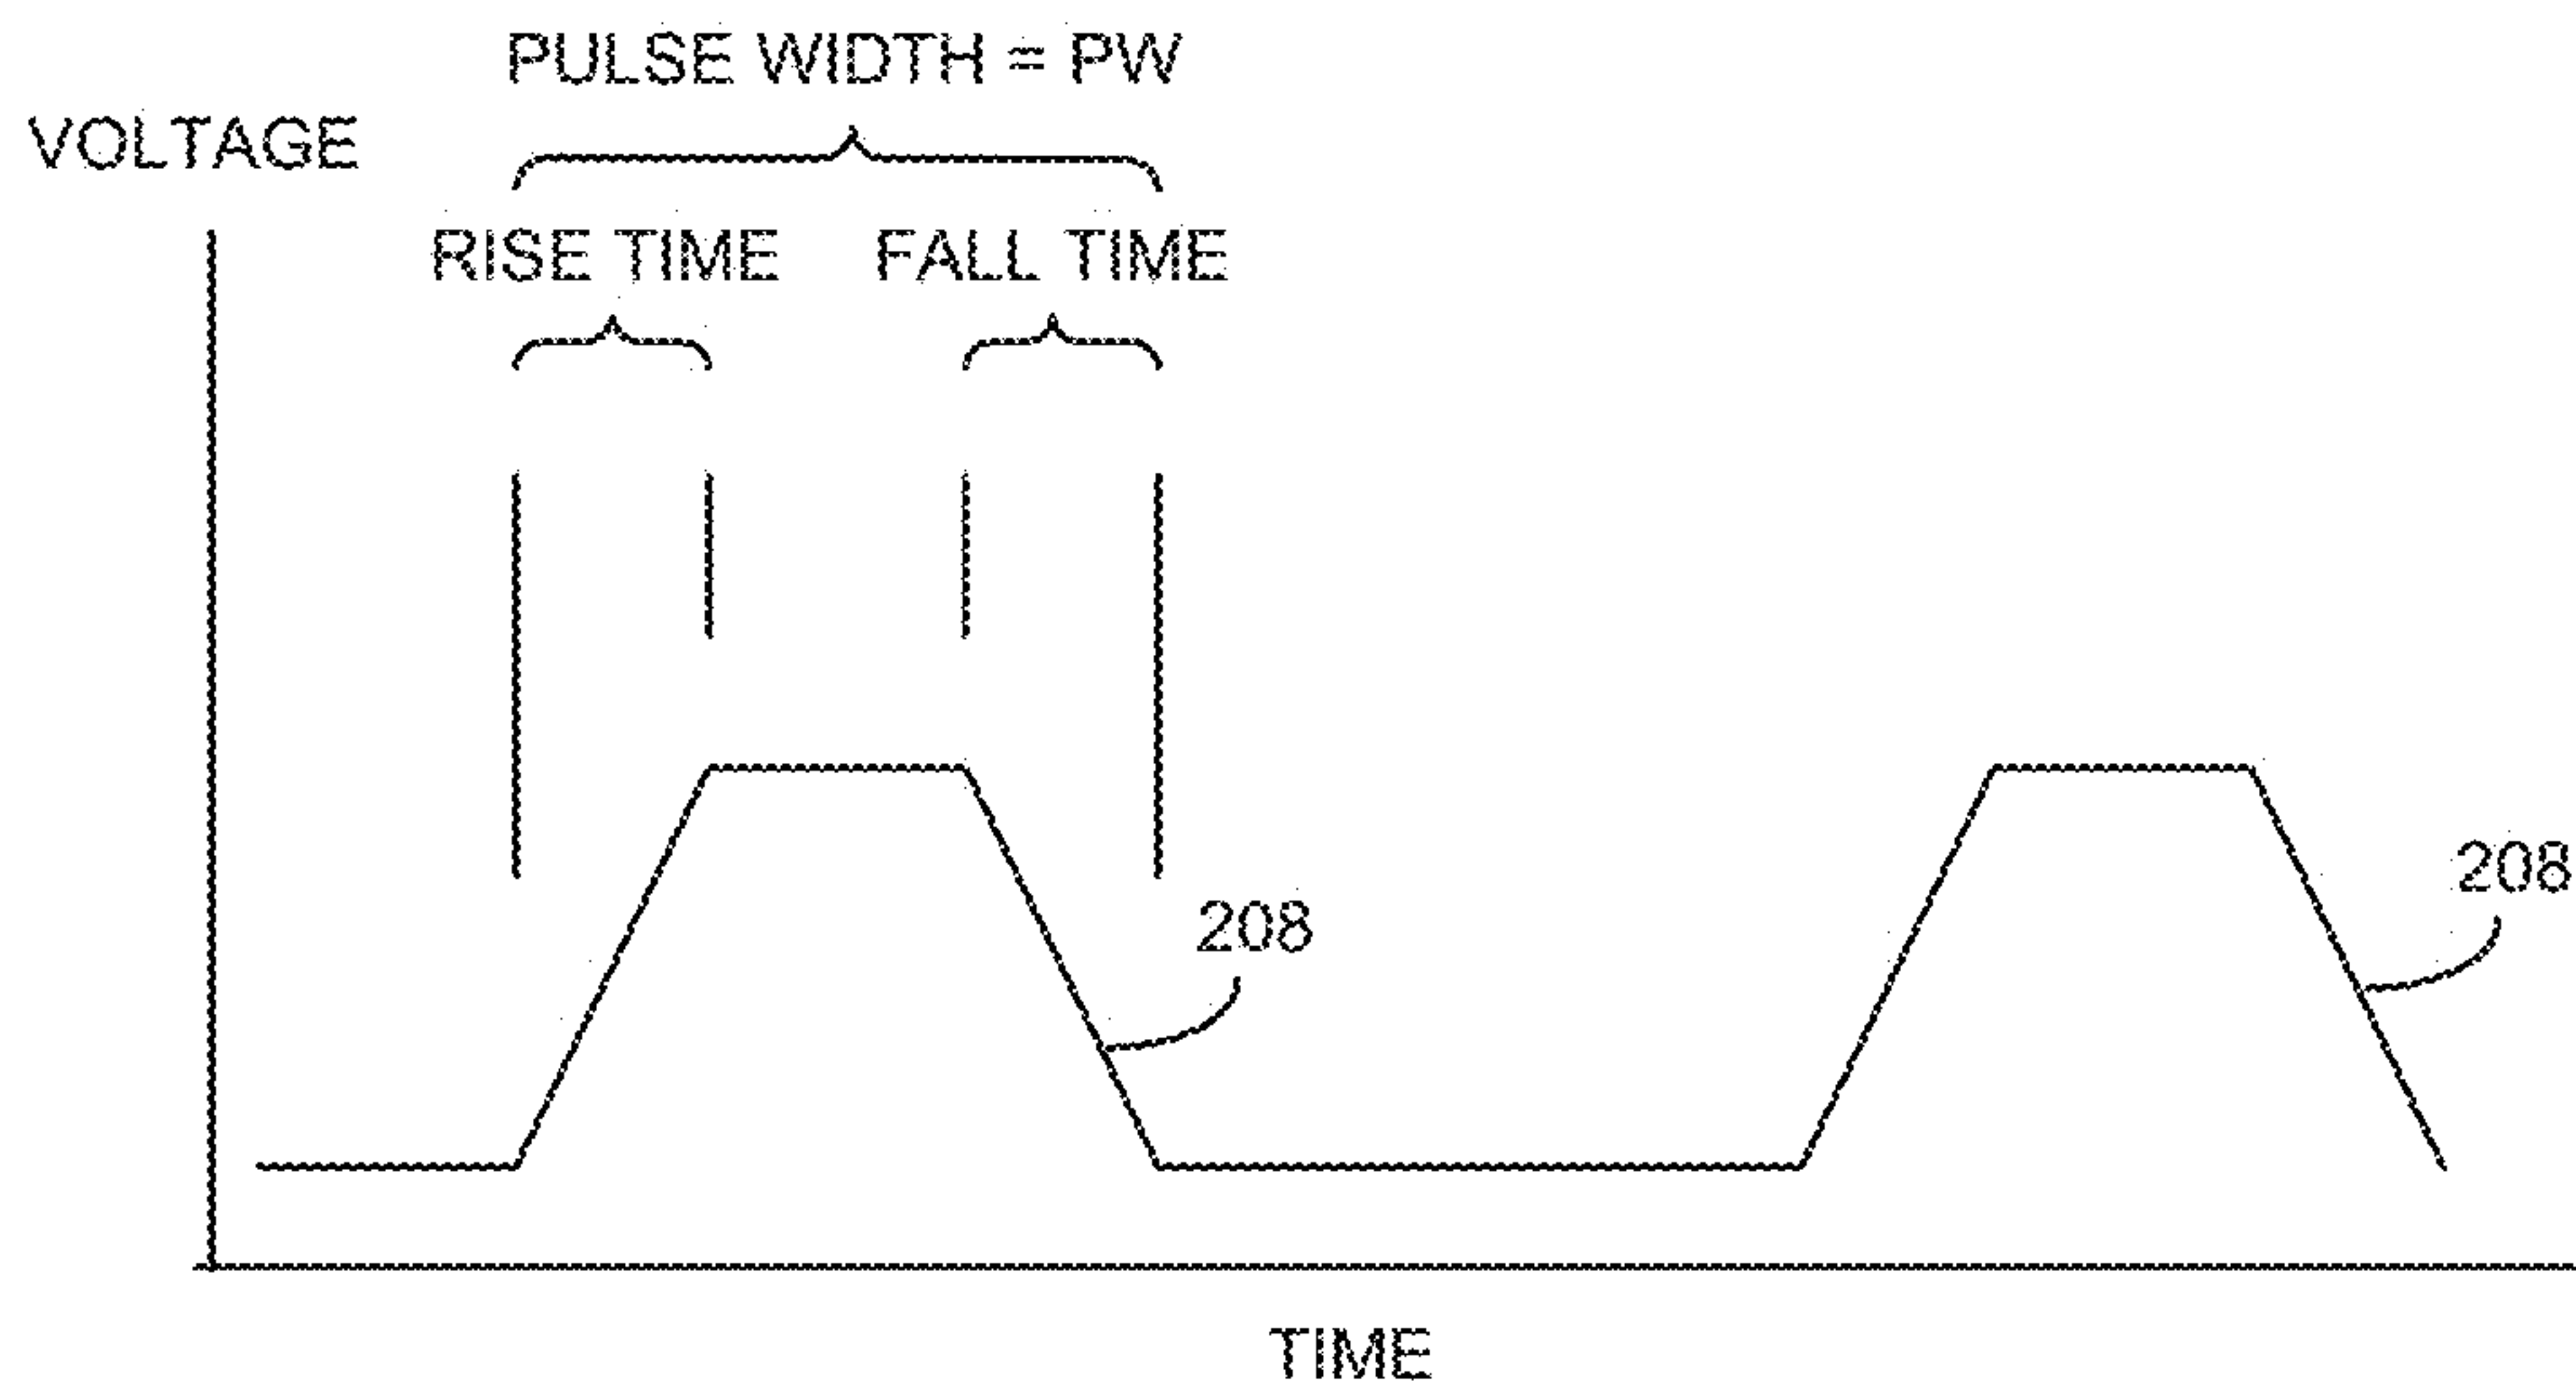 PULSE WIDTH = PW
VOLTAGE
RISE TIME
FALL TIME
208
208
TIME